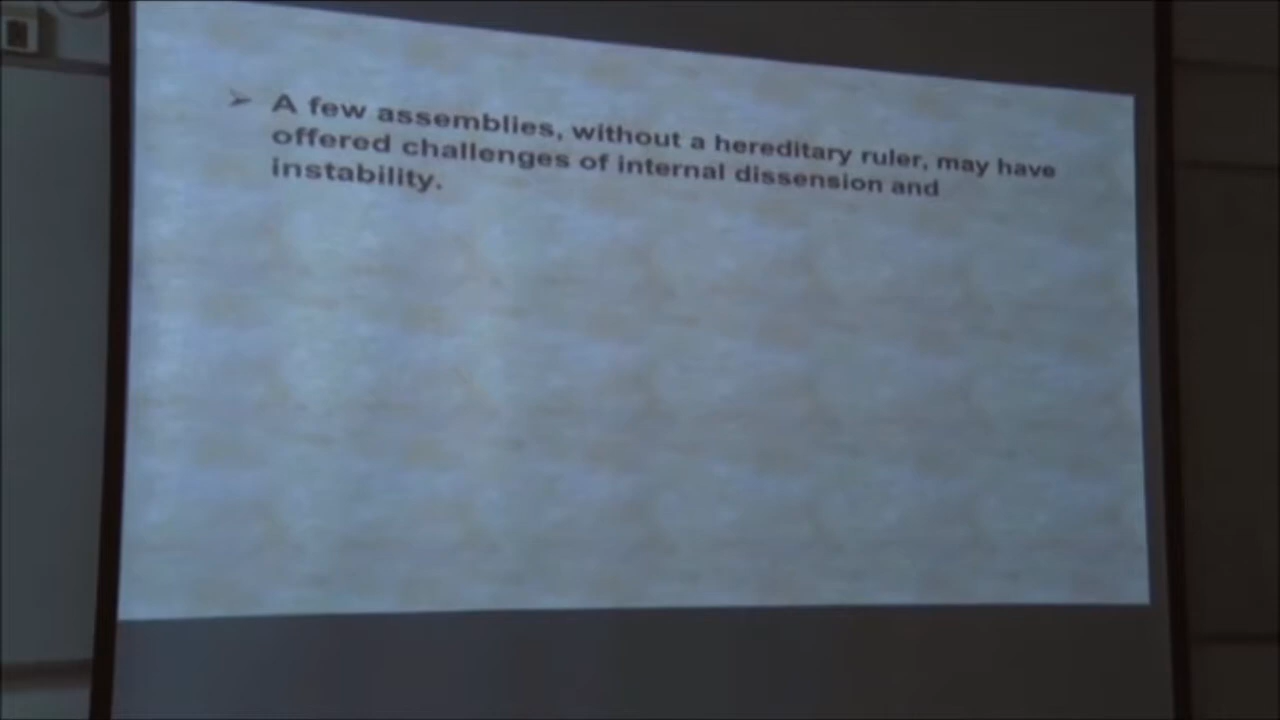 ➢ A few assemblies, without a hereditary ruler, may have
offered challenges of internal dissension and
instability.